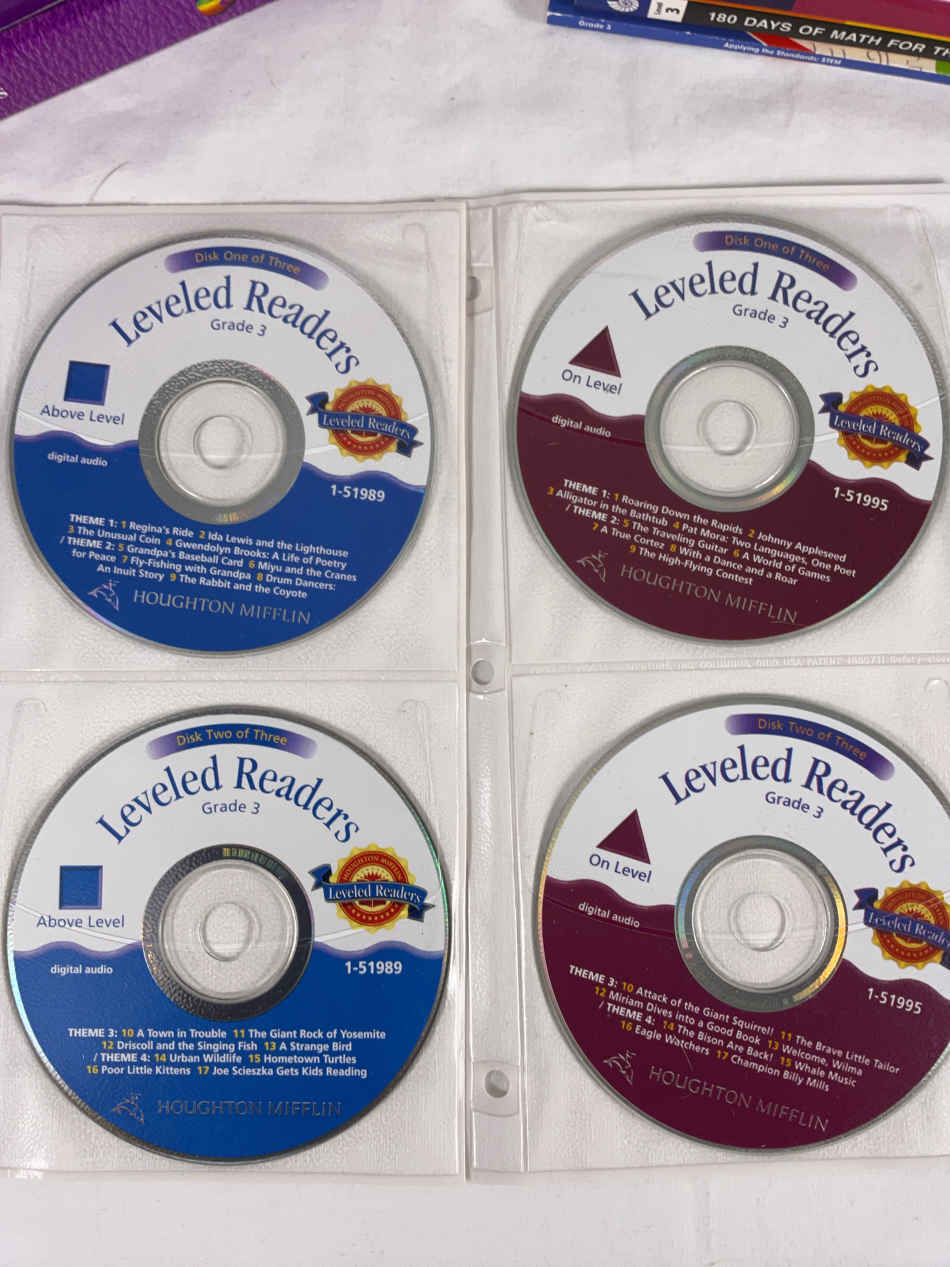 Grade 3
Level 3
180 DAYS OF MATH FOR TH
Applying the Standards: STEM
Disk One of Three
Leveled Readers
Grade 3
Above Level
HOUGHTON MIFFLIN
Leveled Readers
digital audio
1-51989
THEME 1: 1 Regina's Ride 2 Ida Lewis and the Lighthouse
3 The Unusual Coin 4 Gwendolyn Brooks: A Life of Poetry
/ THEME 2: 5 Grandpa's Baseball Card 6 Miyu and the Cranes
for Peace 7 Fly-Fishing with Grandpa 8 Drum Dancers:
An Inuit Story 9 The Rabbit and the Coyote
HOUGHTON MIFFLIN
Disk One of Three
Leveled Readers
Grade 3
On Level
HOUGHTON MIFFLIN
Leveled Readers
digital audio
1-51995
THEME 1: 1 Roaring Down the Rapids 2 Johnny Appleseed
3 Alligator in the Bathtub 4 Pat Mora: Two Languages, One Poet
/ THEME 2: 5 The Traveling Guitar 6 A World of Games
7 A True Cortez 8 With a Dance and a Roar
9 The High-Flying Contest
HOUGHTON MIFFLIN
Disk Two of Three
Leveled Readers
Grade 3
Above Level
HOUGHTON MIFFLIN
Leveled Readers
digital audio
1-51989
THEME 3: 10 A Town in Trouble 11 The Giant Rock of Yosemite
12 Driscoll and the Singing Fish 13 A Strange Bird
/ THEME 4: 14 Urban Wildlife 15 Hometown Turtles
16 Poor Little Kittens 17 Joe Scieszka Gets Kids Reading
HOUGHTON MIFFLIN
Disk Two of Three
Leveled Readers
Grade 3
On Level
Leveled Readers
digital audio
1-51995
THEME 3: 10 Attack of the Giant Squirrel! 11 The Brave Little Tailor
12 Miriam Dives into a Good Book 13 Welcome, Wilma
/ THEME 4: 14 The Bison Are Back! 15 Whale Music
16 Eagle Watchers 17 Champion Billy Mills
HOUGHTON MIFFLIN